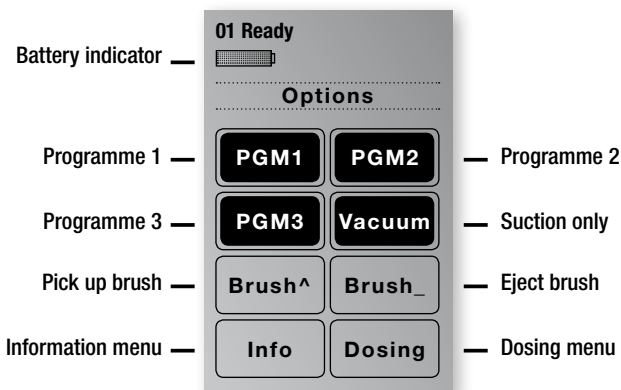 01 Ready
Battery indicator
Options
Programme 1 PGM1 PGM2 Programme 2
Programme 3 PGM3 Vacuum Suction only
Pick up brush Brush^ Brush_ Eject brush
Information menu Info Dosing Dosing menu